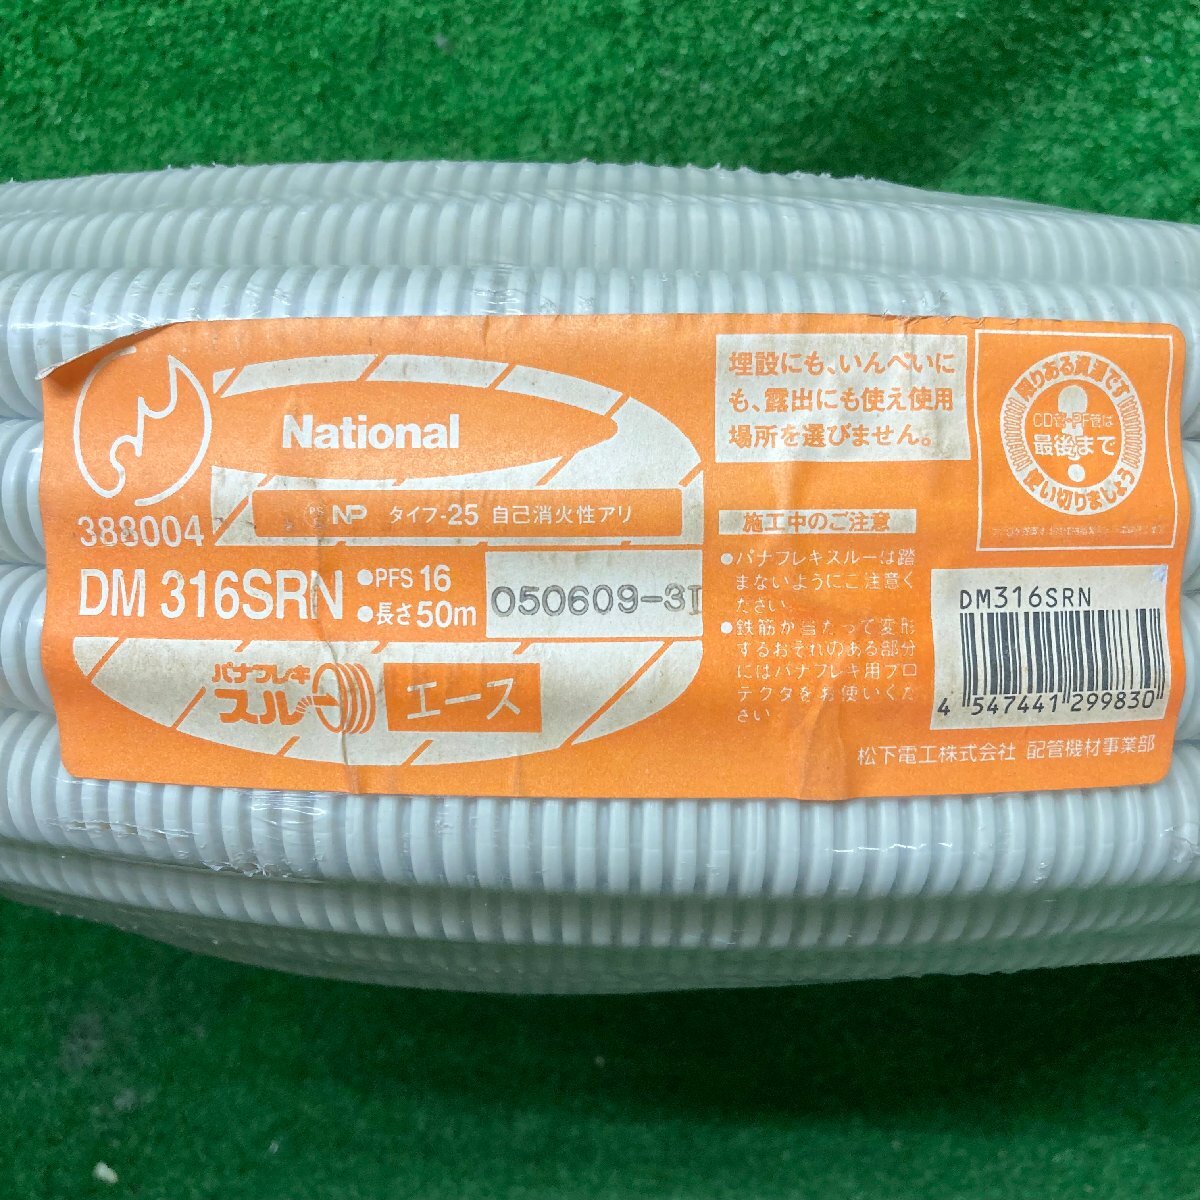 National
388004
PS NP タイプ-25 自己消火性アリ
DM 316SRN
●PFS 16
●長さ 50m
050609-3I
パナフレキ
スルー
エース
埋設にも、いんぺいに
も、露出にも使え使用
場所を選びません。
施工中のご注意
●パナフレキスルーは踏
まないようにご注意く
ださい。
●鉄筋が当たって変形
するおそれのある部分
にはパナフレキ用プロ
テクタをお使いくだ
さい
限りある資源です
CD管・PF管は
最後まで
使い切りましょう
DM316SRN
4 547441 299830
松下電工株式会社 配管機材事業部